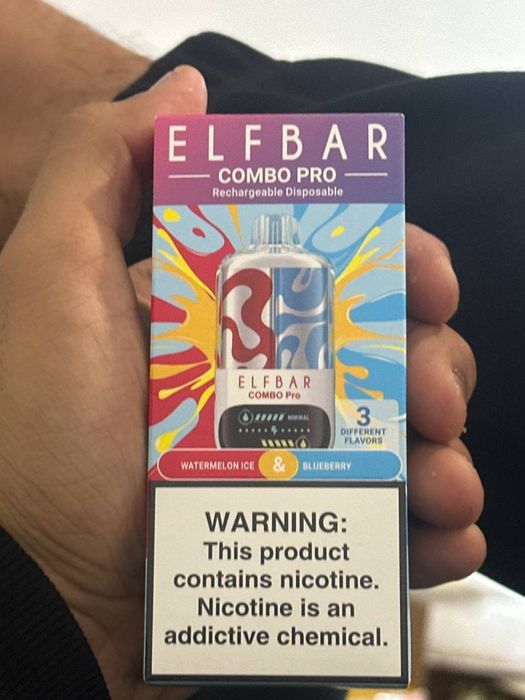 ELFBAR
COMBO PRO
Rechargeable Disposable
ELFBAR
COMBO Pro
NORMAL
3
DIFFERENT
FLAVORS
WATERMELON ICE & BLUEBERRY
WARNING:
This product
contains nicotine.
Nicotine is an
addictive chemical.